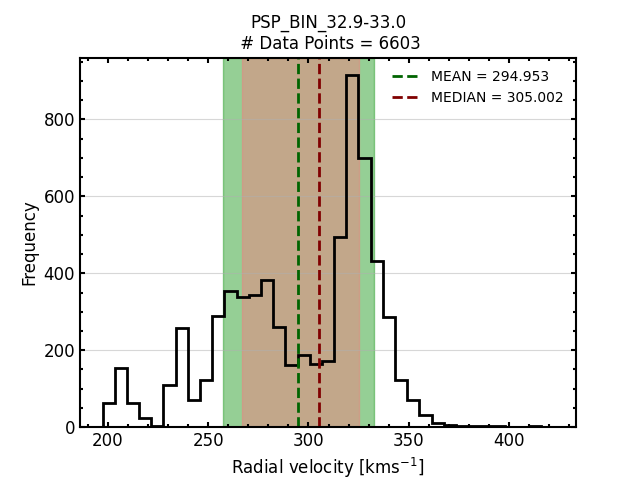 PSP_BIN_32.9-33.0
# Data Points = 6603
MEAN = 294.953
MEDIAN = 305.002
Frequency
800
600
400
200
0
200 250 300 350 400
Radial velocity [kms⁻¹]